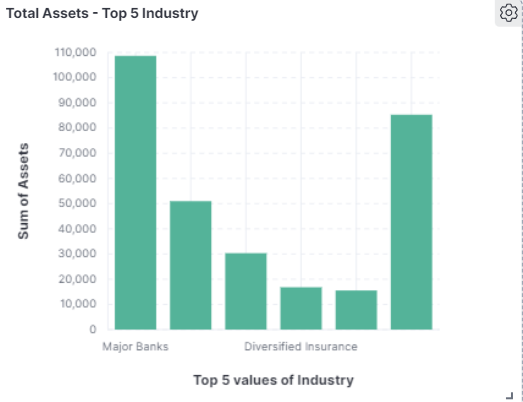 Total Assets - Top 5 Industry
110,000
100,000
90,000
80,000
70,000
60,000
50,000
40,000
30,000
20,000
10,000
0
Sum of Assets
Major Banks
Diversified Insurance
Top 5 values of Industry